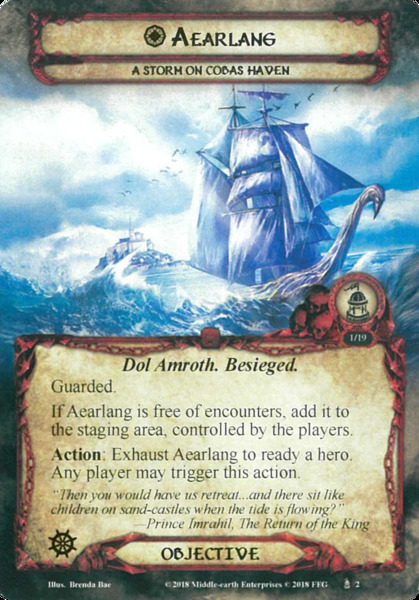 Aearlang
A Storm on Cobas Haven
1/19
Dol Amroth. Besieged.
Guarded.
If Aearlang is free of encounters, add it to
the staging area, controlled by the players.
Action: Exhaust Aearlang to ready a hero.
Any player may trigger this action.
“Then you would have us retreat...and there sit like
children on sand-castles when the tide is flowing?”
—Prince Imrahil, The Return of the King
Objective
Illus. Brenda Bae ©2018 Middle-earth Enterprises © 2018 FFG 2